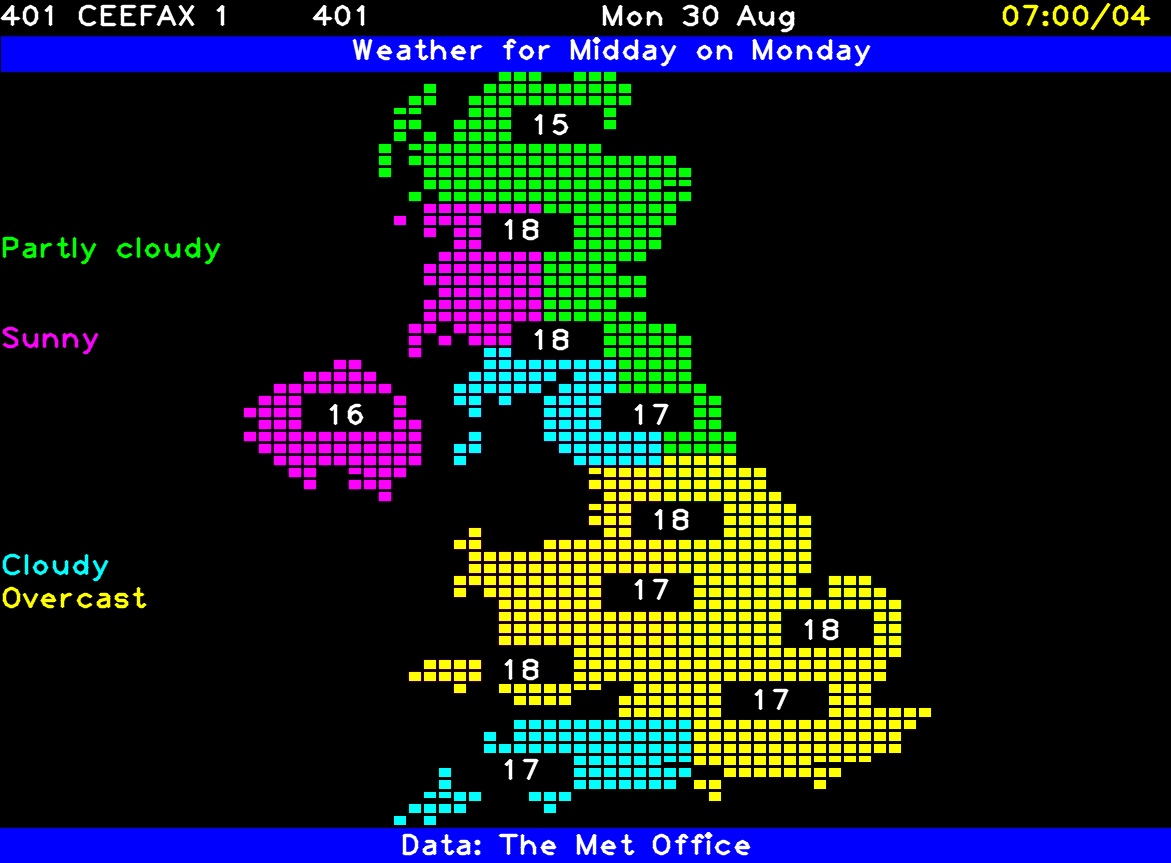 401 CEEFAX 1 401 Mon 30 Aug 07:00/04
Weather for Midday on Monday
15
18
Partly cloudy
Sunny
18
16
17
18
Cloudy
17
Overcast
18
18
17
17
Data: The Met Office